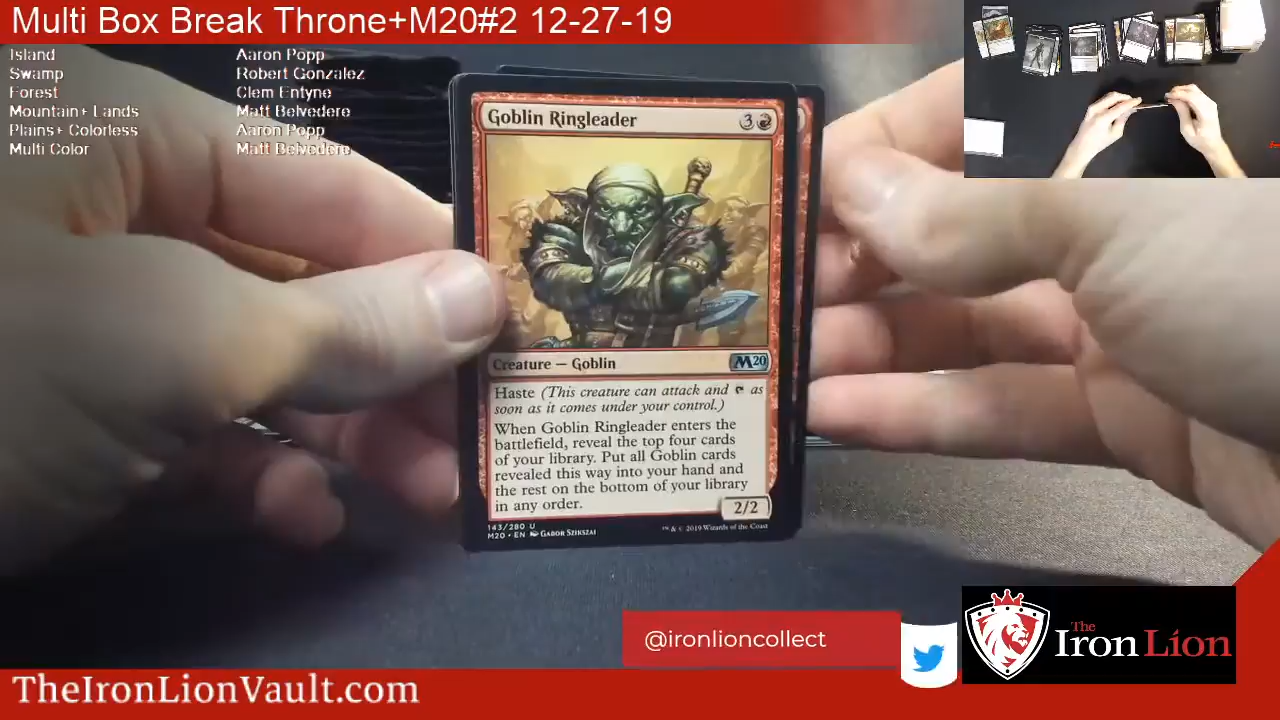 Multi Box Break Throne+M20#2 12-27-19
Island Aaron Popp
Swamp Robert Gonzalez
Forest Clem Entyne
Mountain+ Lands Matt Belvedere
Plains+ Colorless Aaron Popp
Multi Color Matt Belvedere
Goblin Ringleader 3
Creature — Goblin M20
Haste (This creature can attack and as
soon as it comes under your control.)
When Goblin Ringleader enters the
battlefield, reveal the top four cards
of your library. Put all Goblin cards
revealed this way into your hand and
the rest on the bottom of your library
in any order.
2/2
143/280 U
M20 • EN Gabor Szikszai
™ & © 2019 Wizards of the Coast
@ironlioncollect
The
Iron Lion
TheIronLionVault.com